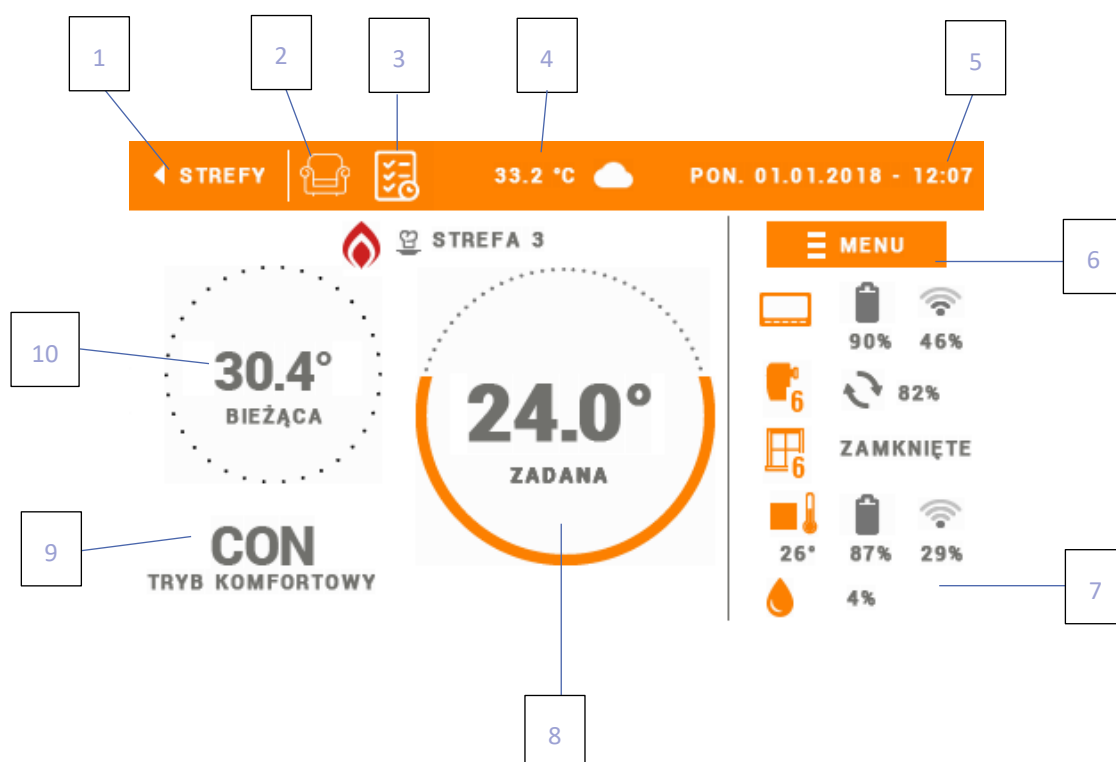 1
2
3
4
5
STREFY
33.2 °C
PON. 01.01.2018 - 12:07
STREFA 3
MENU
6
90% 46%
10
30.4°
BIEŻĄCA
24.0°
ZADANA
6
82%
6
ZAMKNIĘTE
9
CON
TRYB KOMFORTOWY
26° 87% 29%
4%
7
8